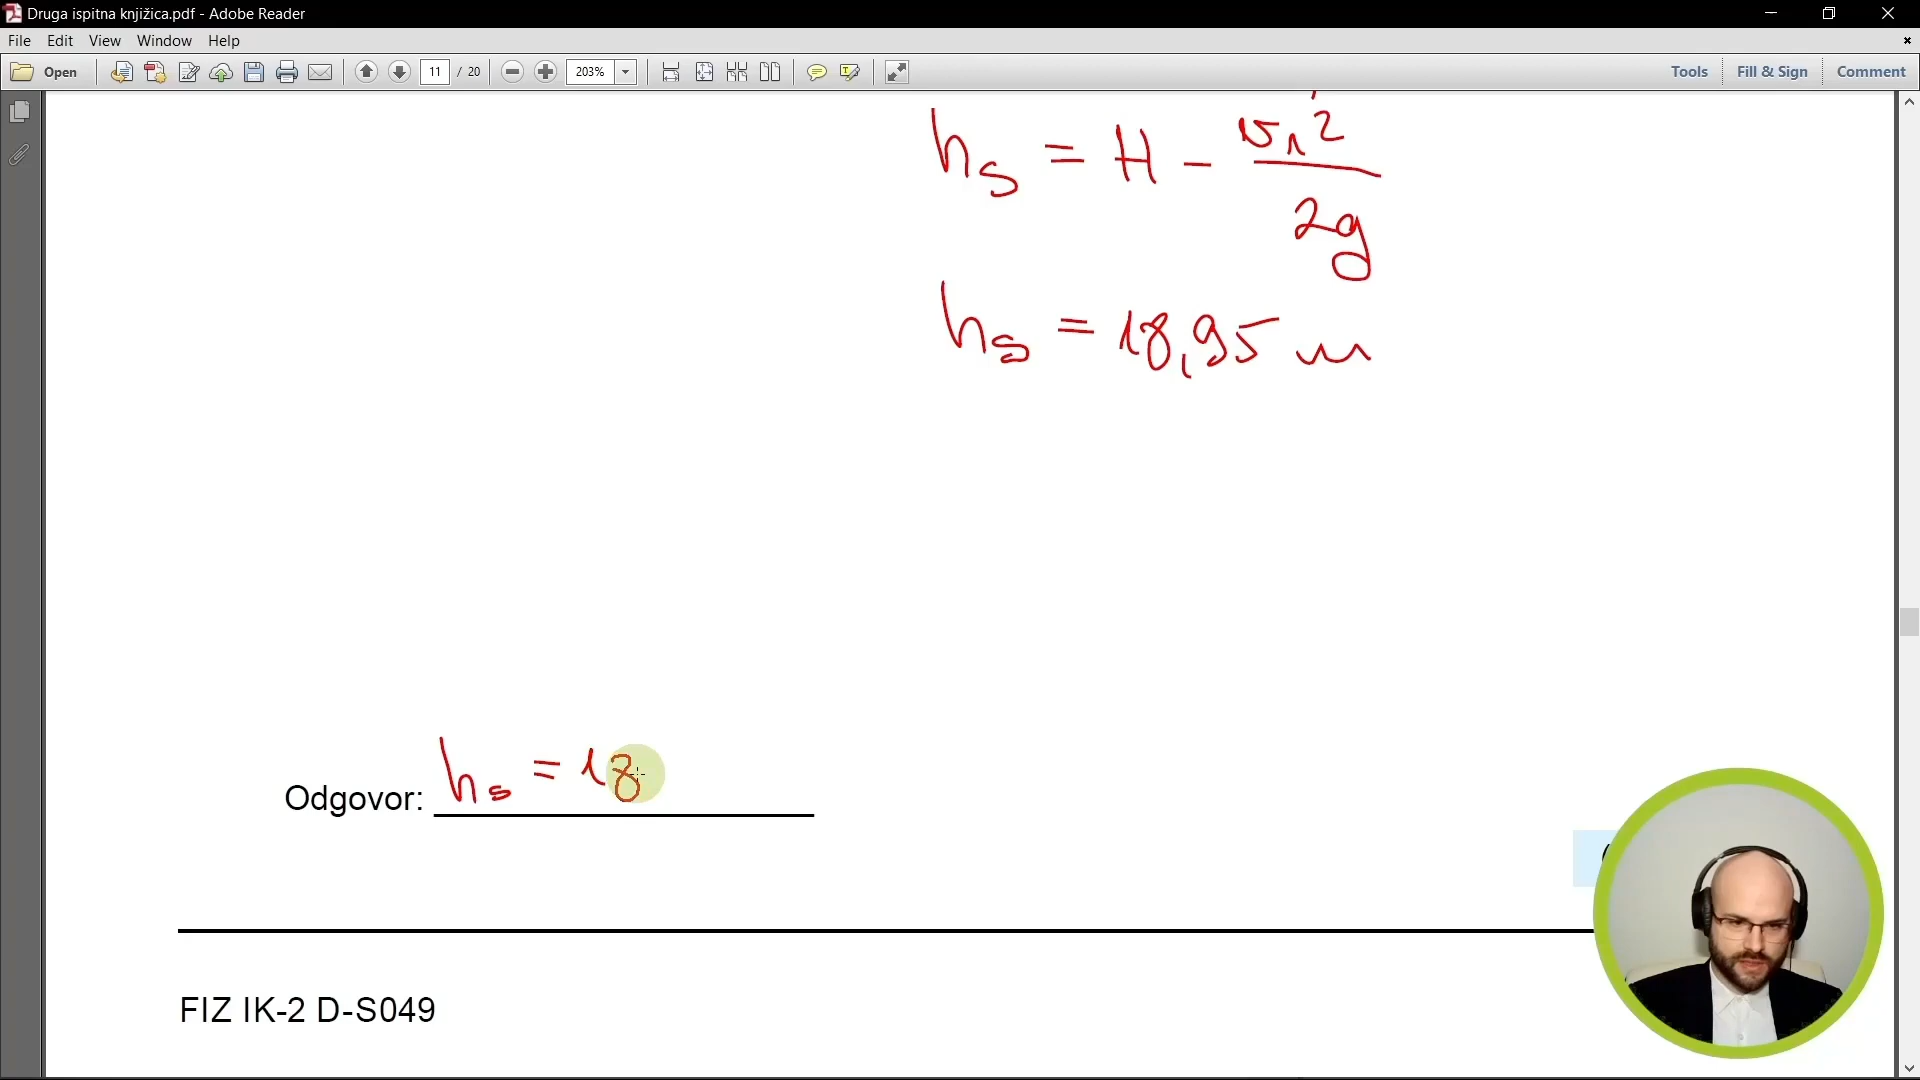 Druga ispitna knjižica.pdf - Adobe Reader
File Edit View Window Help
Open 11 / 20 203% Tools Fill & Sign Comment
hₛ = H - v₁² / 2g
hₛ = 18,95 m
Odgovor: hₛ = 18
FIZ IK-2 D-S049